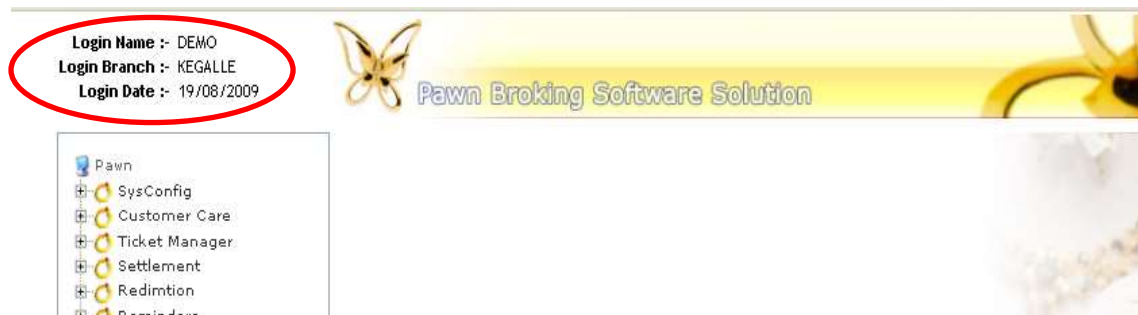 Login Name :- DEMO
Login Branch :- KEGALLE
Login Date :- 19/08/2009
Pawn Broking Software Solution
Pawn
SysConfig
Customer Care
Ticket Manager
Settlement
Redimtion
Reminders